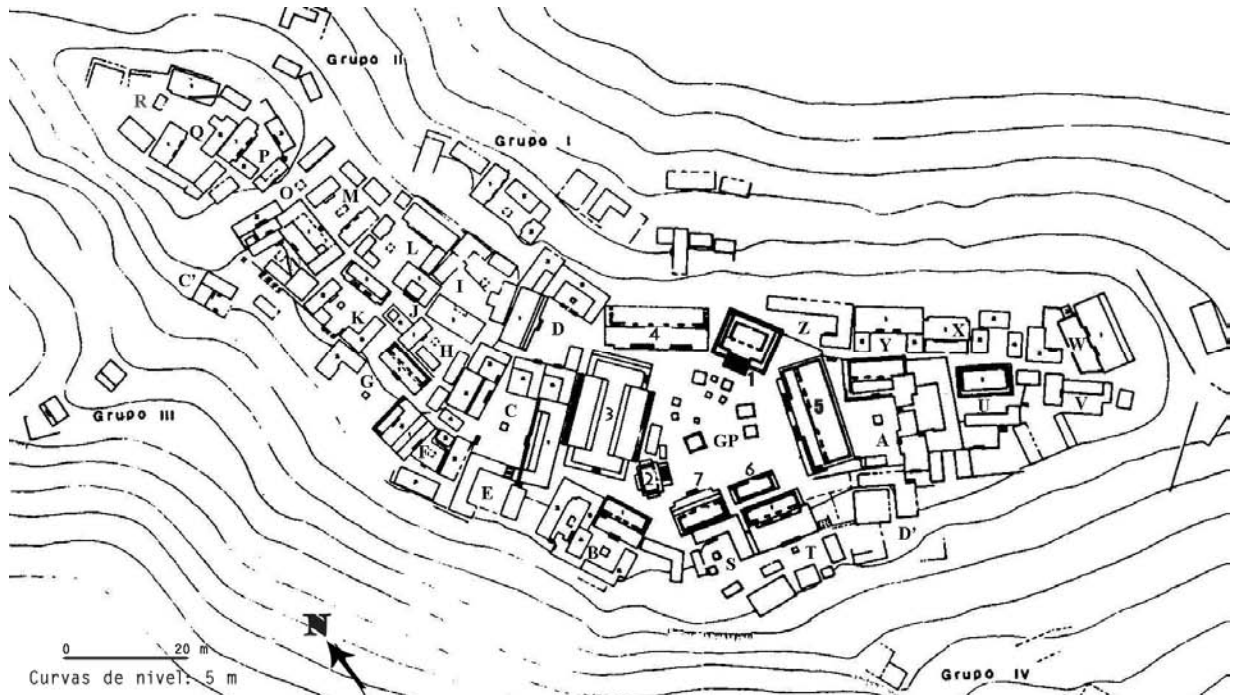 Grupo II
R
Q
P
Grupo I
O
M
L
C'
I
K
J
D
H
4
Z
Y
X
W
1
G
Grupo III
C
3
5
U
V
A
F
GP
E
2
7
6
B
S
T
D'
N
0 20 m
Curvas de nivel: 5 m
Grupo IV